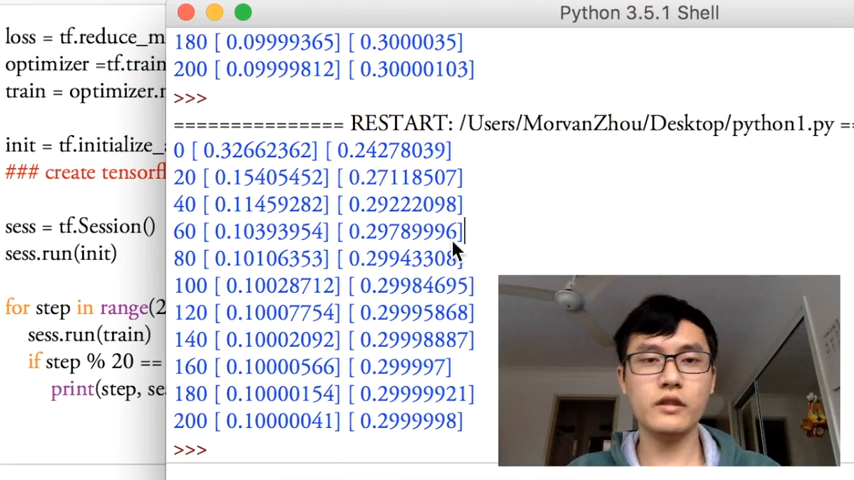 Python 3.5.1 Shell
loss = tf.reduce_m
optimizer =tf.train
train = optimizer.
init = tf.initialize_
### create tensorfl
sess = tf.Session()
sess.run(init)
for step in range(2
sess.run(train)
if step % 20 ==
print(step, se
180 [ 0.09999365] [ 0.3000035]
200 [ 0.09999812] [ 0.30000103]
>>>
=============== RESTART: /Users/MorvanZhou/Desktop/python1.py ==
0 [ 0.32662362] [ 0.24278039]
20 [ 0.15405452] [ 0.27118507]
40 [ 0.11459282] [ 0.29222098]
60 [ 0.10393954] [ 0.29789996]
80 [ 0.10106353] [ 0.29943308]
100 [ 0.10028712] [ 0.29984695]
120 [ 0.10007754] [ 0.29995868]
140 [ 0.10002092] [ 0.29998887]
160 [ 0.10000566] [ 0.299997]
180 [ 0.10000154] [ 0.29999921]
200 [ 0.10000041] [ 0.2999998]
>>>